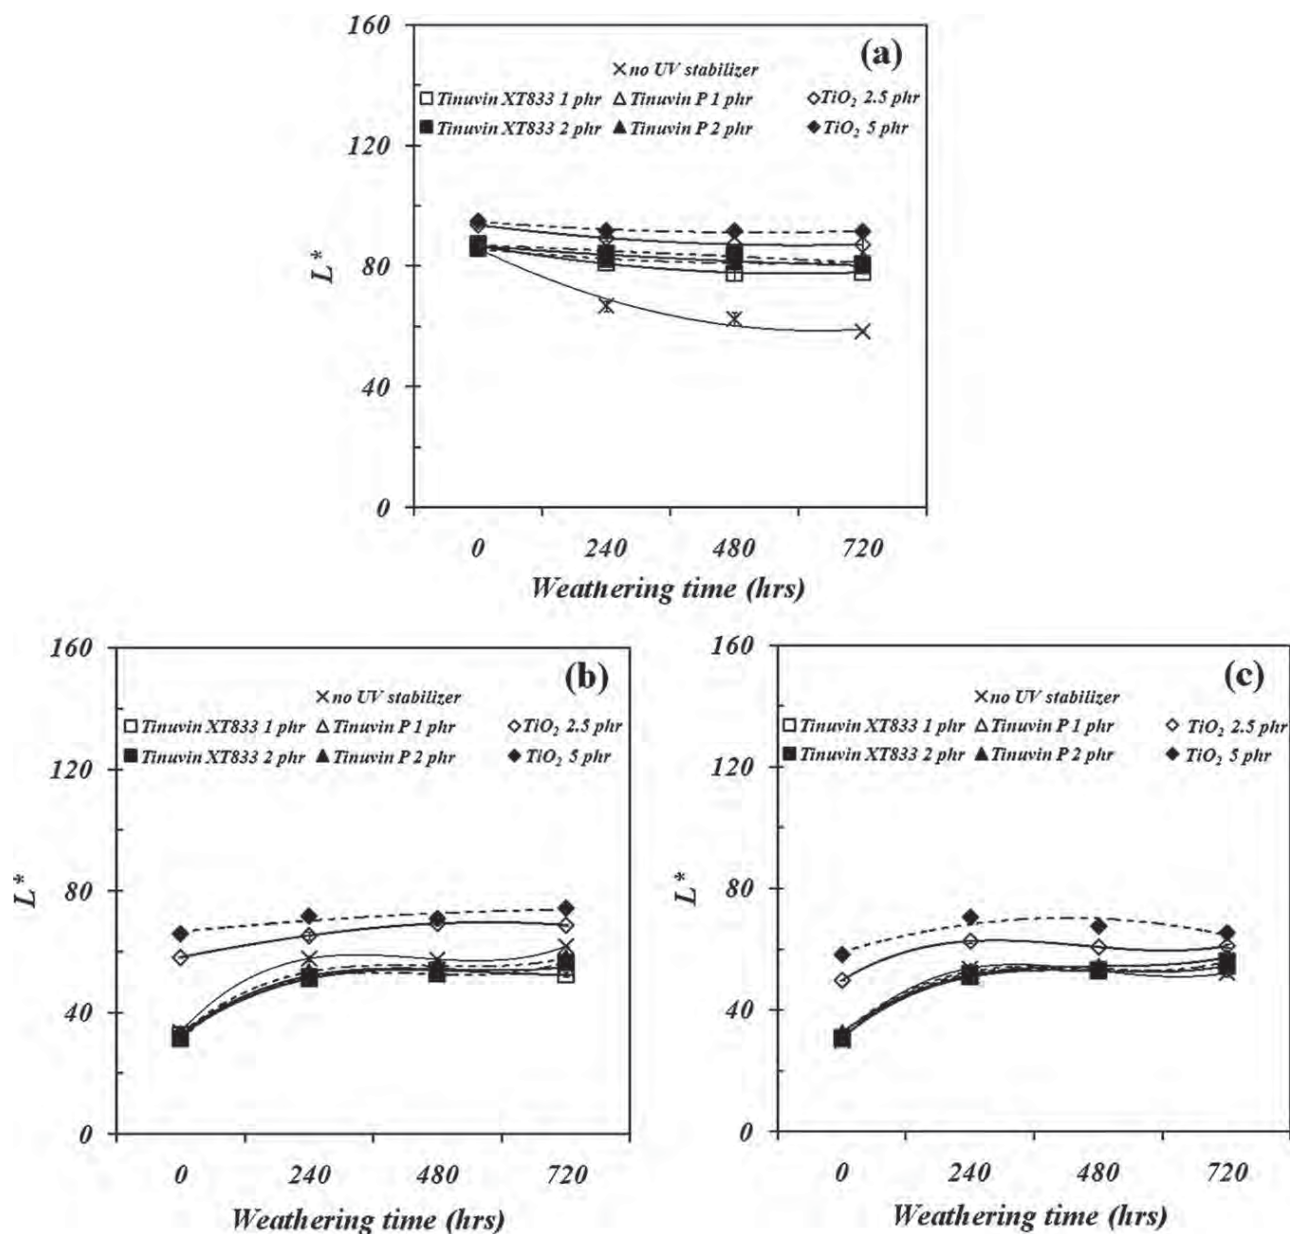 160
(a)
× no UV stabilizer
□ Tinuvin XT833 1 phr △ Tinuvin P 1 phr ◇ TiO₂ 2.5 phr
■ Tinuvin XT833 2 phr ▲ Tinuvin P 2 phr ◆ TiO₂ 5 phr
120
L*
80
40
0
0 240 480 720
Weathering time (hrs)
160
(b)
× no UV stabilizer
□ Tinuvin XT833 1 phr △ Tinuvin P 1 phr ◇ TiO₂ 2.5 phr
■ Tinuvin XT833 2 phr ▲ Tinuvin P 2 phr ◆ TiO₂ 5 phr
120
L*
80
40
0
0 240 480 720
Weathering time (hrs)
160
(c)
× no UV stabilizer
□ Tinuvin XT833 1 phr △ Tinuvin P 1 phr ◇ TiO₂ 2.5 phr
■ Tinuvin XT833 2 phr ▲ Tinuvin P 2 phr ◆ TiO₂ 5 phr
120
L*
80
40
0
0 240 480 720
Weathering time (hrs)